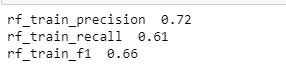 rf_train_precision  0.72
rf_train_recall  0.61
rf_train_f1  0.66